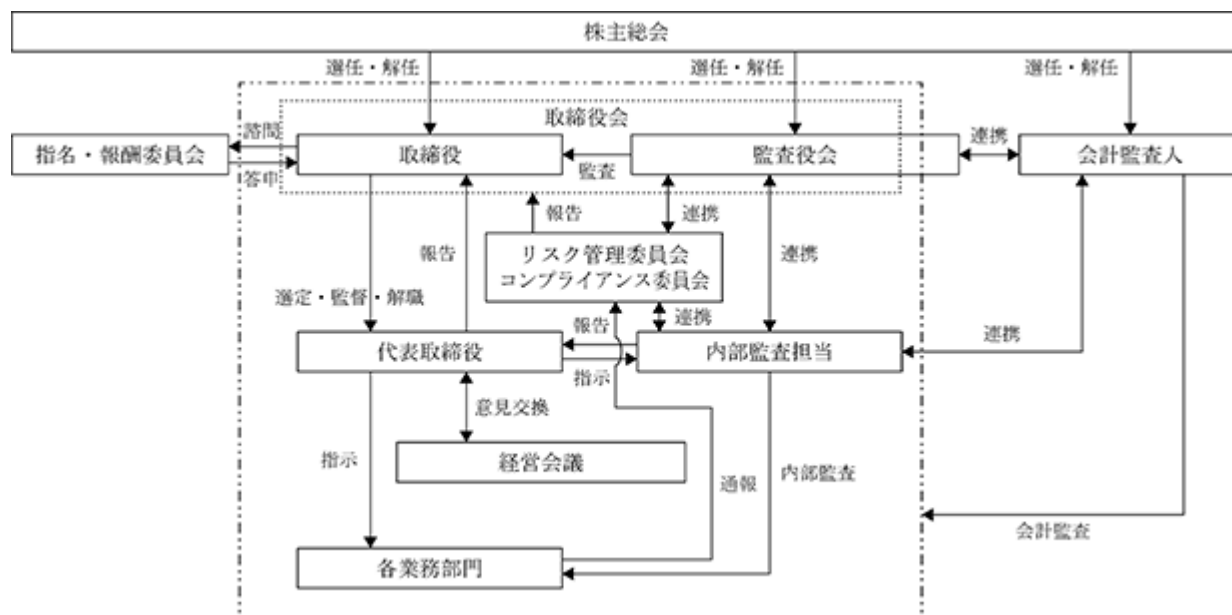 株主総会
選任・解任
選任・解任
選任・解任
取締役会
諮問
指名・報酬委員会
取締役
監査役会
連携
会計監査人
監査
答申
報告
連携
報告
リスク管理委員会
コンプライアンス委員会
連携
選定・監督・解職
報告
連携
連携
代表取締役
内部監査担当
指示
意見交換
指示
経営会議
通報
内部監査
会計監査
各業務部門